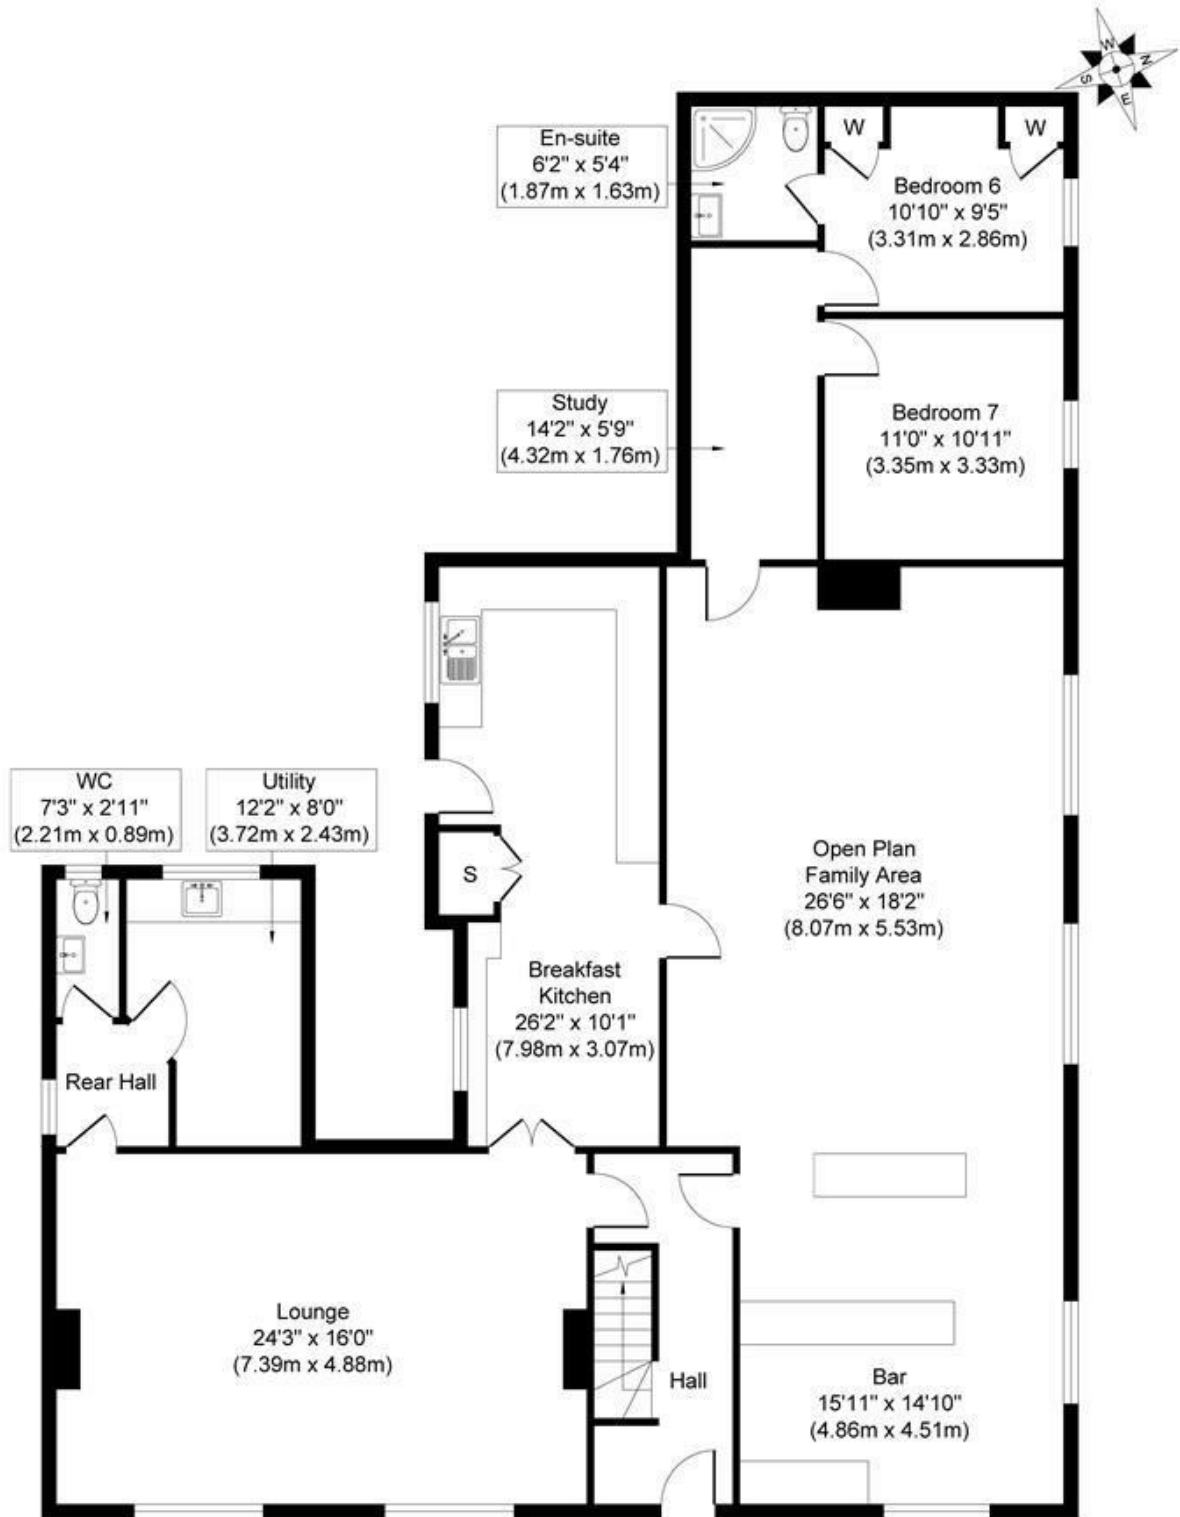 W
N
S
E
En-suite
6'2" x 5'4"
(1.87m x 1.63m)
W
W
Bedroom 6
10'10" x 9'5"
(3.31m x 2.86m)
Study
14'2" x 5'9"
(4.32m x 1.76m)
Bedroom 7
11'0" x 10'11"
(3.35m x 3.33m)
WC
7'3" x 2'11"
(2.21m x 0.89m)
Utility
12'2" x 8'0"
(3.72m x 2.43m)
S
Open Plan
Family Area
26'6" x 18'2"
(8.07m x 5.53m)
Breakfast
Kitchen
26'2" x 10'1"
(7.98m x 3.07m)
Rear Hall
Lounge
24'3" x 16'0"
(7.39m x 4.88m)
Hall
Bar
15'11" x 14'10"
(4.86m x 4.51m)